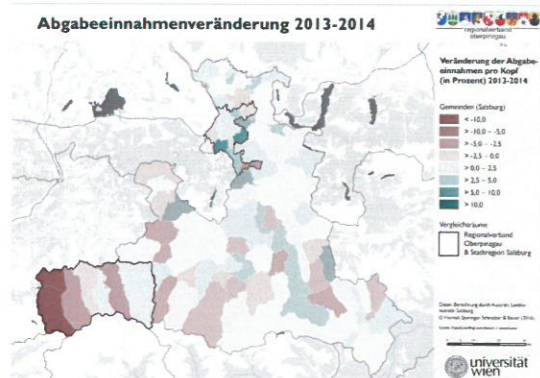 Abgabeeinnahmenveränderung 2013-2014
regionalverband
oberpinzgau
Veränderung der Abgabe-
einnahmen pro Kopf
(in Prozent) 2013-2014
Gemeinden (Salzburg)
< -10,0
> -10,0 - -5,0
> -5,0 - -2,5
> -2,5 - 0,0
> 0,0 - 2,5
> 2,5 - 5,0
> 5,0 - 10,0
> 10,0
Vergleichsräume
Regionalverband
Oberpinzgau
& Stadtregion Salzburg
universität
wien